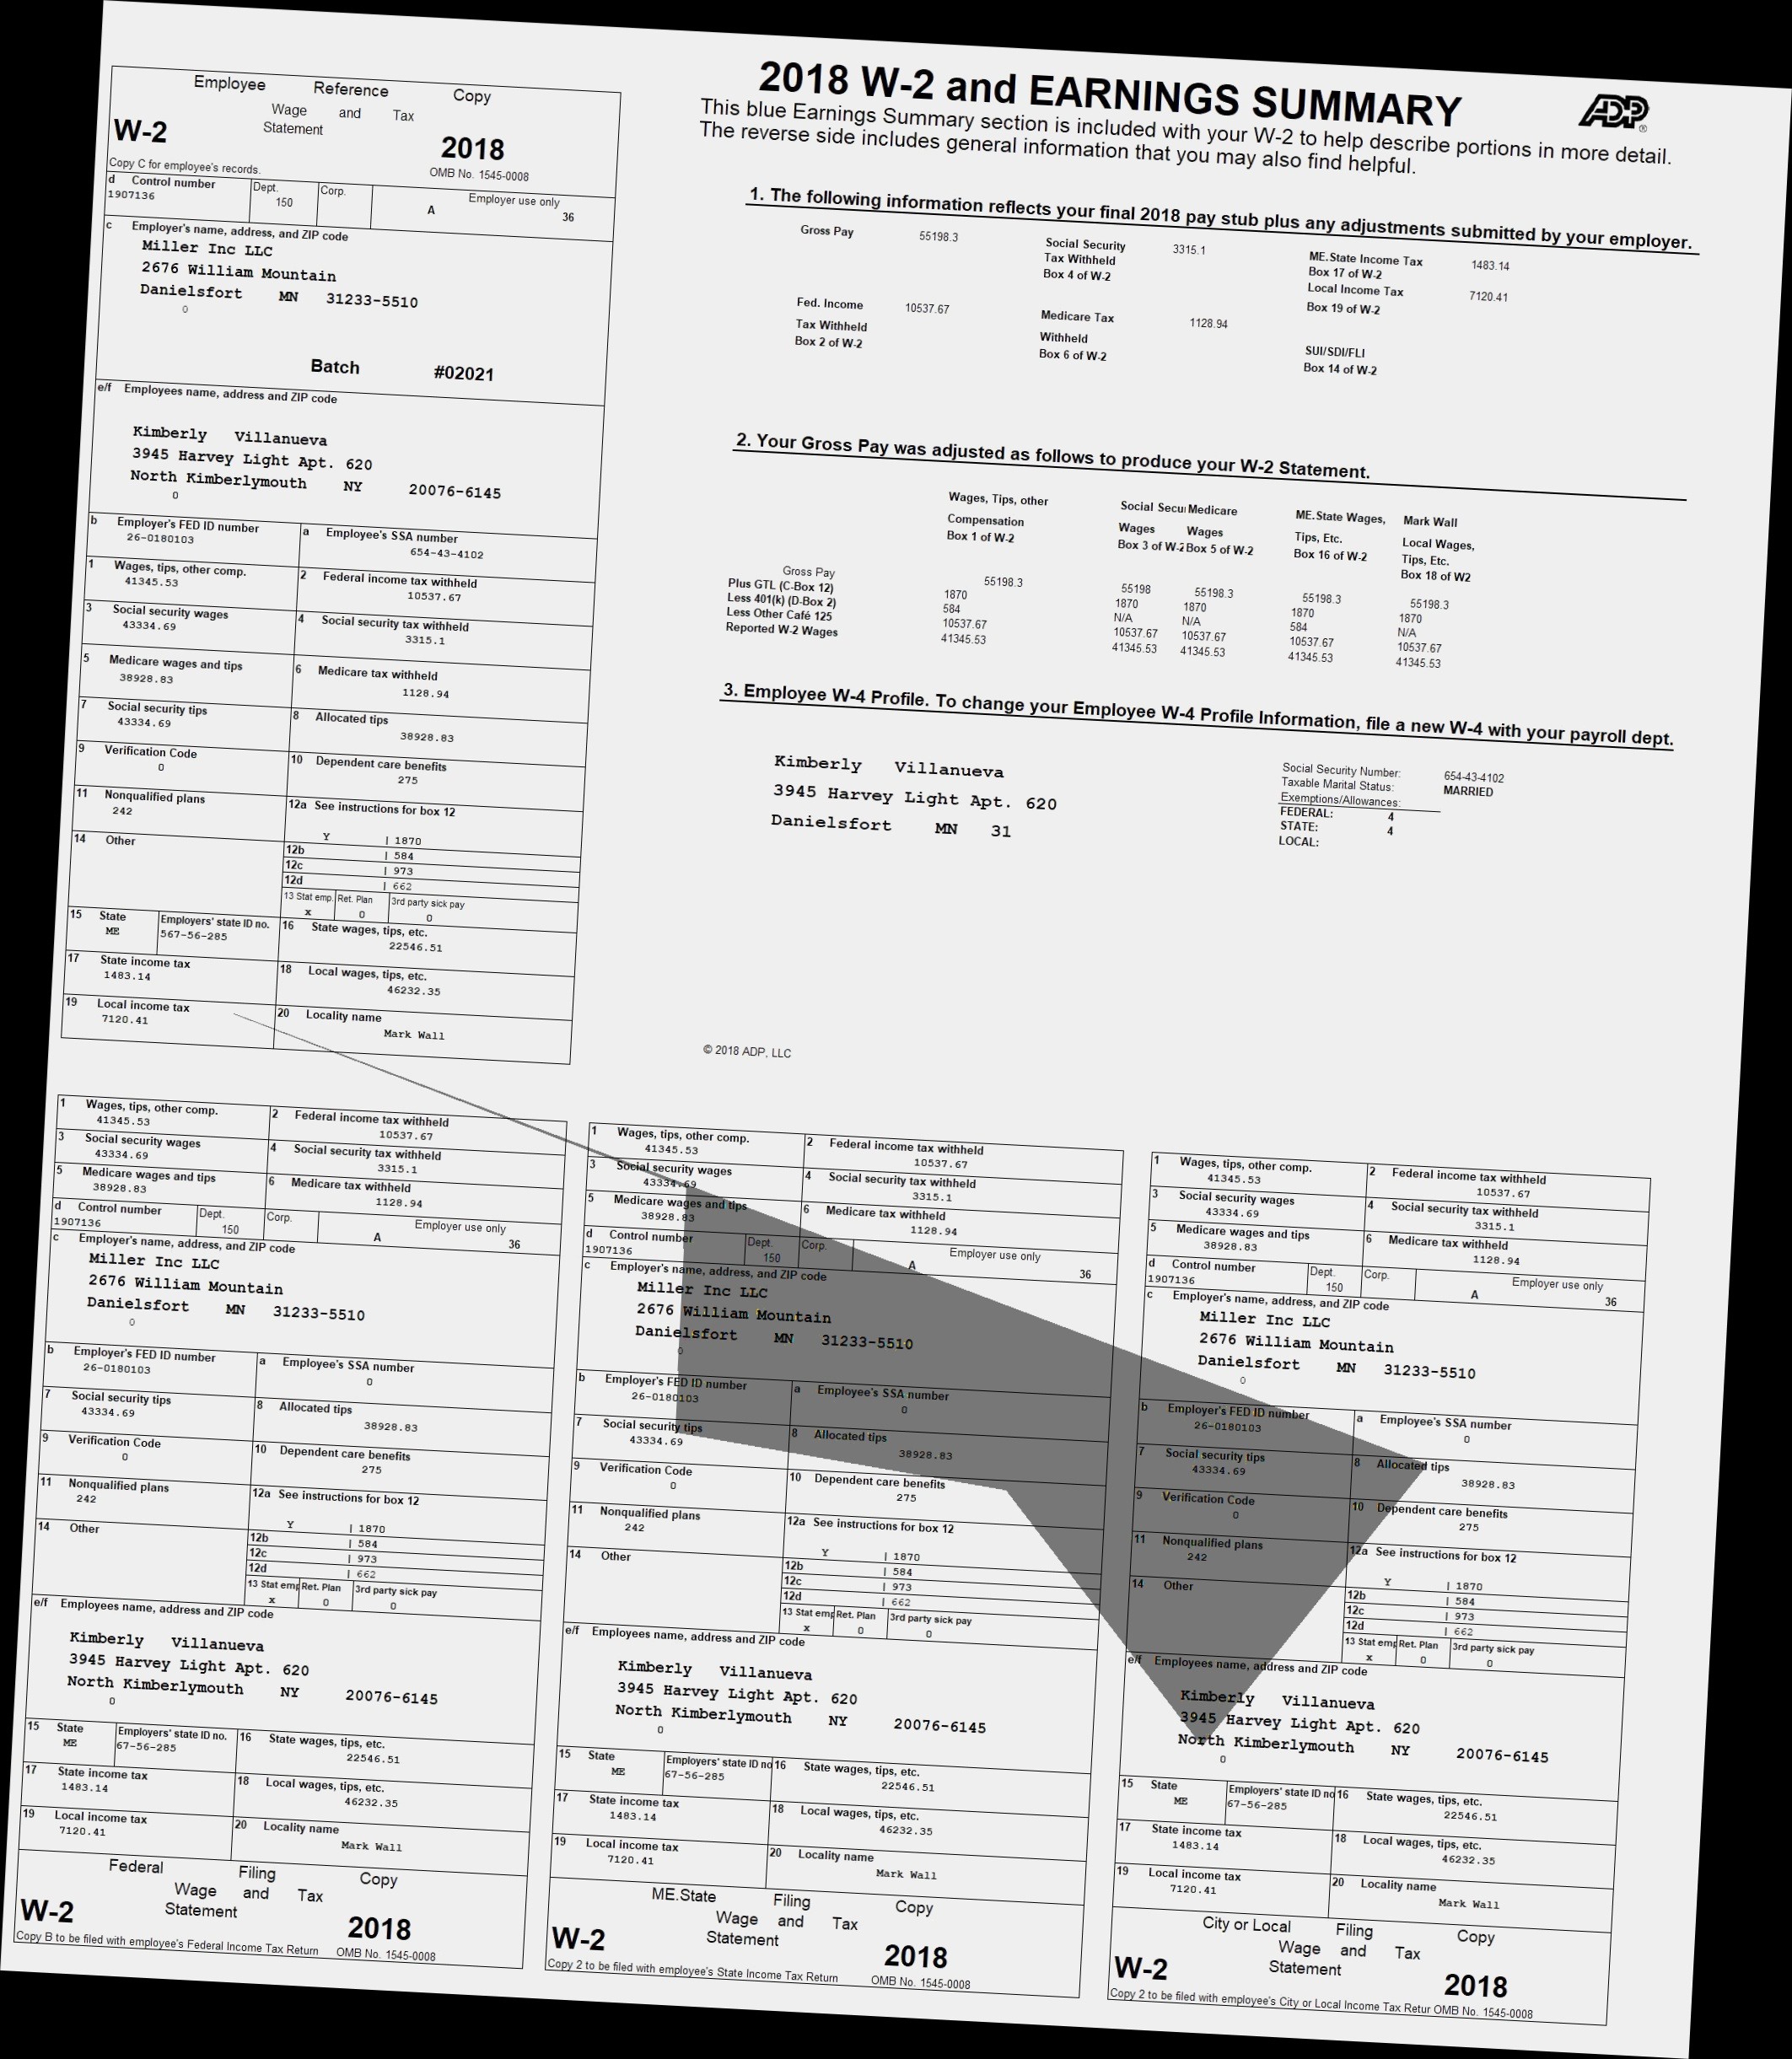 Employee Reference Copy
Wage and Tax
W-2 Statement 2018
Copy C for employee's records. OMB No. 1545-0008
d Control number Dept. Corp. Employer use only
1907136 150 A 36
c Employer's name, address, and ZIP code
Miller Inc LLC
2676 William Mountain
Danielsfort MN 31233-5510
0
Batch #02021
e/f Employees name, address and ZIP code
Kimberly Villanueva
3945 Harvey Light Apt. 620
North Kimberlymouth NY 20076-6145
0
b Employer's FED ID number a Employee's SSA number
26-0180103 654-43-4102
1 Wages, tips, other comp. 2 Federal income tax withheld
41345.53 10537.67
3 Social security wages 4 Social security tax withheld
43334.69 3315.1
5 Medicare wages and tips 6 Medicare tax withheld
38928.83 1128.94
7 Social security tips 8 Allocated tips
43334.69 38928.83
9 Verification Code 10 Dependent care benefits
0 275
11 Nonqualified plans 12a See instructions for box 12
242
Y | 1870
14 Other 12b | 584
12c | 973
12d | 662
13 Stat emp. Ret. Plan 3rd party sick pay
x 0 0
15 State Employers' state ID no. 16 State wages, tips, etc.
ME 567-56-285 22546.51
17 State income tax 18 Local wages, tips, etc.
1483.14 46232.35
19 Local income tax 20 Locality name
7120.41 Mark Wall
2018 W-2 and EARNINGS SUMMARY ADP ®
This blue Earnings Summary section is included with your W-2 to help describe portions in more detail.
The reverse side includes general information that you may also find helpful.
1. The following information reflects your final 2018 pay stub plus any adjustments submitted by your employer.
Gross Pay 55198.3 Social Security 3315.1 ME.State Income Tax 1483.14
Tax Withheld Box 17 of W-2
Box 4 of W-2 Local Income Tax 7120.41
Fed. Income 10537.67 Medicare Tax 1128.94 Box 19 of W-2
Tax Withheld Withheld
Box 2 of W-2 Box 6 of W-2 SUI/SDI/FLI
Box 14 of W-2
2. Your Gross Pay was adjusted as follows to produce your W-2 Statement.
Wages, Tips, other Social Secu Medicare ME.State Wages, Mark Wall
Compensation Wages Wages Tips, Etc. Local Wages,
Box 1 of W-2 Box 3 of W-2 Box 5 of W-2 Box 16 of W-2 Tips, Etc.
Box 18 of W2
Gross Pay 55198.3 55198 55198.3 55198.3 55198.3
Plus GTL (C-Box 12) 1870 1870 1870 1870 1870
Less 401(k) (D-Box 2) 584 N/A N/A 584 N/A
Less Other Café 125 10537.67 10537.67 10537.67 10537.67 10537.67
Reported W-2 Wages 41345.53 41345.53 41345.53 41345.53 41345.53
3. Employee W-4 Profile. To change your Employee W-4 Profile Information, file a new W-4 with your payroll dept.
Kimberly Villanueva
3945 Harvey Light Apt. 620
Danielsfort MN 31
Social Security Number: 654-43-4102
Taxable Marital Status: MARRIED
Exemptions/Allowances:
FEDERAL: 4
STATE: 4
LOCAL:
© 2018 ADP, LLC
1 Wages, tips, other comp. 2 Federal income tax withheld
41345.53 10537.67
3 Social security wages 4 Social security tax withheld
43334.69 3315.1
5 Medicare wages and tips 6 Medicare tax withheld
38928.83 1128.94
d Control number Dept. Corp. Employer use only
1907136 150 A 36
c Employer's name, address, and ZIP code
Miller Inc LLC
2676 William Mountain
Danielsfort MN 31233-5510
0
b Employer's FED ID number a Employee's SSA number
26-0180103 0
7 Social security tips 8 Allocated tips
43334.69 38928.83
9 Verification Code 10 Dependent care benefits
0 275
11 Nonqualified plans 12a See instructions for box 12
242
Y | 1870
14 Other 12b | 584
12c | 973
12d | 662
13 Stat emp Ret. Plan 3rd party sick pay
x 0 0
e/f Employees name, address and ZIP code
Kimberly Villanueva
3945 Harvey Light Apt. 620
North Kimberlymouth NY 20076-6145
0
15 State Employers' state ID no. 16 State wages, tips, etc.
ME 67-56-285 22546.51
17 State income tax 18 Local wages, tips, etc.
1483.14 46232.35
19 Local income tax 20 Locality name
7120.41 Mark Wall
Federal Filing Copy
Wage and Tax
W-2 Statement 2018
Copy B to be filed with employee's Federal Income Tax Return OMB No. 1545-0008
1 Wages, tips, other comp. 2 Federal income tax withheld
41345.53 10537.67
3 Social security wages 4 Social security tax withheld
43334.69 3315.1
5 Medicare wages and tips 6 Medicare tax withheld
38928.83 1128.94
d Control number Dept. Corp. Employer use only
1907136 150 A 36
c Employer's name, address, and ZIP code
Miller Inc LLC
2676 William Mountain
Danielsfort MN 31233-5510
0
b Employer's FED ID number a Employee's SSA number
26-0180103 0
7 Social security tips 8 Allocated tips
43334.69 38928.83
9 Verification Code 10 Dependent care benefits
0 275
11 Nonqualified plans 12a See instructions for box 12
242
Y | 1870
14 Other 12b | 584
12c | 973
12d | 662
13 Stat emp Ret. Plan 3rd party sick pay
x 0 0
e/f Employees name, address and ZIP code
Kimberly Villanueva
3945 Harvey Light Apt. 620
North Kimberlymouth NY 20076-6145
0
15 State Employers' state ID no 16 State wages, tips, etc.
ME 67-56-285 22546.51
17 State income tax 18 Local wages, tips, etc.
1483.14 46232.35
19 Local income tax 20 Locality name
7120.41 Mark Wall
ME.State Filing Copy
Wage and Tax
W-2 Statement 2018
Copy 2 to be filed with employee's State Income Tax Return OMB No. 1545-0008
1 Wages, tips, other comp. 2 Federal income tax withheld
41345.53 10537.67
3 Social security wages 4 Social security tax withheld
43334.69 3315.1
5 Medicare wages and tips 6 Medicare tax withheld
38928.83 1128.94
d Control number Dept. Corp. Employer use only
1907136 150 A 36
c Employer's name, address, and ZIP code
Miller Inc LLC
2676 William Mountain
Danielsfort MN 31233-5510
0
b Employer's FED ID number a Employee's SSA number
26-0180103 0
7 Social security tips 8 Allocated tips
43334.69 38928.83
9 Verification Code 10 Dependent care benefits
0 275
11 Nonqualified plans 12a See instructions for box 12
242
Y | 1870
14 Other 12b | 584
12c | 973
12d | 662
13 Stat emp Ret. Plan 3rd party sick pay
x 0 0
e/f Employees name, address and ZIP code
Kimberly Villanueva
3945 Harvey Light Apt. 620
North Kimberlymouth NY 20076-6145
0
15 State Employers' state ID no 16 State wages, tips, etc.
ME 67-56-285 22546.51
17 State income tax 18 Local wages, tips, etc.
1483.14 46232.35
19 Local income tax 20 Locality name
7120.41 Mark Wall
City or Local Filing Copy
Wage and Tax
W-2 Statement 2018
Copy 2 to be filed with employee's City or Local Income Tax Retur OMB No. 1545-0008